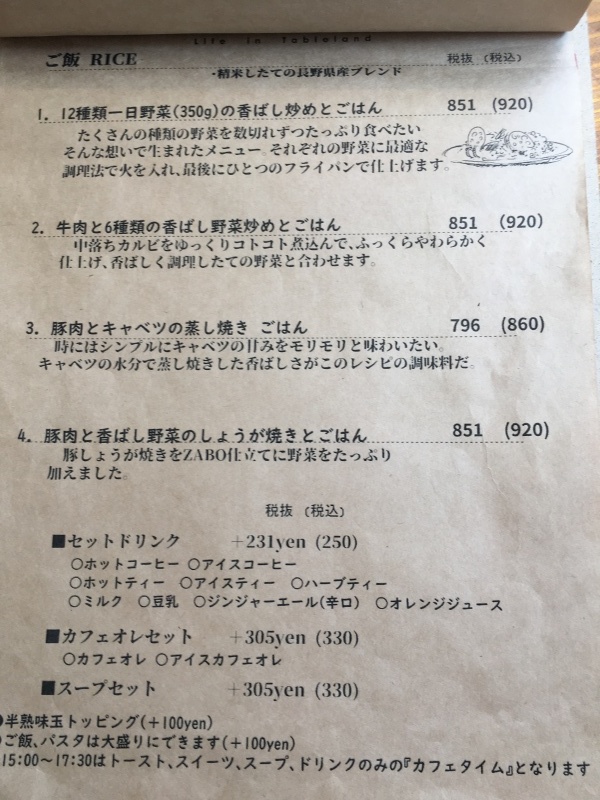 Life in Tableland
ご飯 RICE 税抜 (税込)
・精米したての長野県産ブレンド
1. 12種類一日野菜(350g)の香ばし炒めとごはん 851 (920)
たくさんの種類の野菜を数切れずつたっぷり食べたい
そんな想いで生まれたメニュー。それぞれの野菜に最適な
調理法で火を入れ、最後にひとつのフライパンで仕上げます。
2. 牛肉と6種類の香ばし野菜炒めとごはん 851 (920)
中落ちカルビをゆっくりコトコト煮込んで、ふっくらやわらかく
仕上げ、香ばしく調理したての野菜と合わせます。
3. 豚肉とキャベツの蒸し焼き ごはん 796 (860)
時にはシンプルにキャベツの甘みをモリモリと味わいたい。
キャベツの水分で蒸し焼きした香ばしさがこのレシピの調味料だ。
4. 豚肉と香ばし野菜のしょうが焼きとごはん 851 (920)
豚しょうが焼きをZABO仕立てに野菜をたっぷり
加えました。
税抜 (税込)
■セットドリンク +231yen (250)
○ホットコーヒー ○アイスコーヒー
○ホットティー ○アイスティー ○ハーブティー
○ミルク ○豆乳 ○ジンジャーエール(辛口) ○オレンジジュース
■カフェオレセット +305yen (330)
○カフェオレ ○アイスカフェオレ
■スープセット +305yen (330)
●半熟味玉トッピング(+100yen)
●ご飯、パスタは大盛りにできます(+100yen)
15:00〜17:30はトースト、スイーツ、スープ、ドリンクのみの『カフェタイム』となります